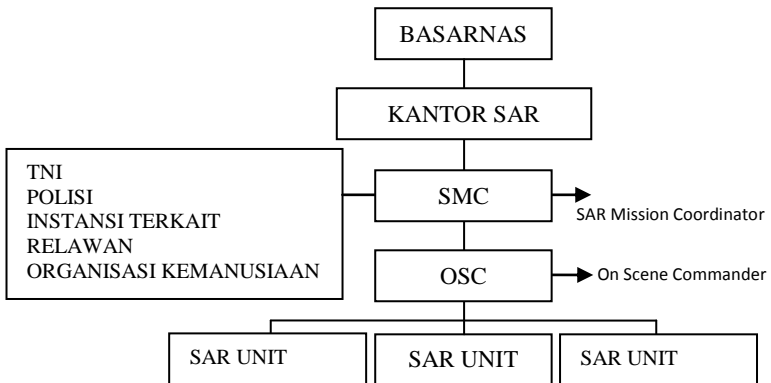 BASARNAS
KANTOR SAR
TNI
POLISI
INSTANSI TERKAIT
RELAWAN
ORGANISASI KEMANUSIAAN
SMC
SAR Mission Coordinator
OSC
On Scene Commander
SAR UNIT
SAR UNIT
SAR UNIT